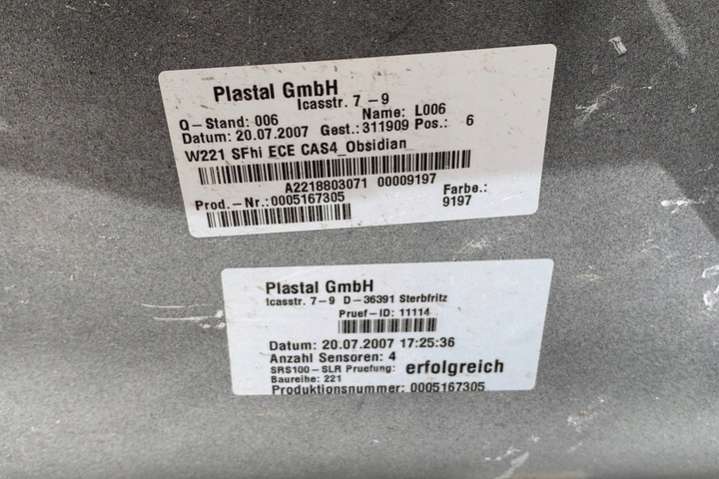 Plastal GmbH
Icasstr. 7-9
Q-Stand: 006 Name: L006
Datum: 20.07.2007 Gest.: 311909 Pos.: 6
W221 SFhi ECE CAS4_Obsidian
A2218803071 00009197
Prod.-Nr.:0005167305 Farbe.:
9197
Plastal GmbH
Icasstr. 7-9 D-36391 Sterbfritz
Pruef-ID: 11114
Datum: 20.07.2007 17:25:36
Anzahl Sensoren: 4
SRS100-SLR Pruefung: erfolgreich
Baureihe: 221
Produktionsnummer: 0005167305